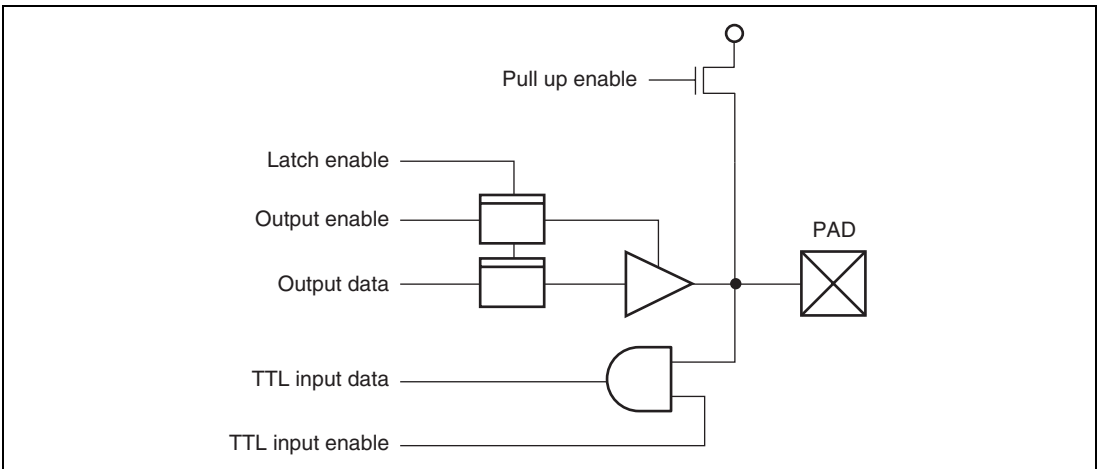 Pull up enable
Latch enable
Output enable
PAD
Output data
TTL input data
TTL input enable